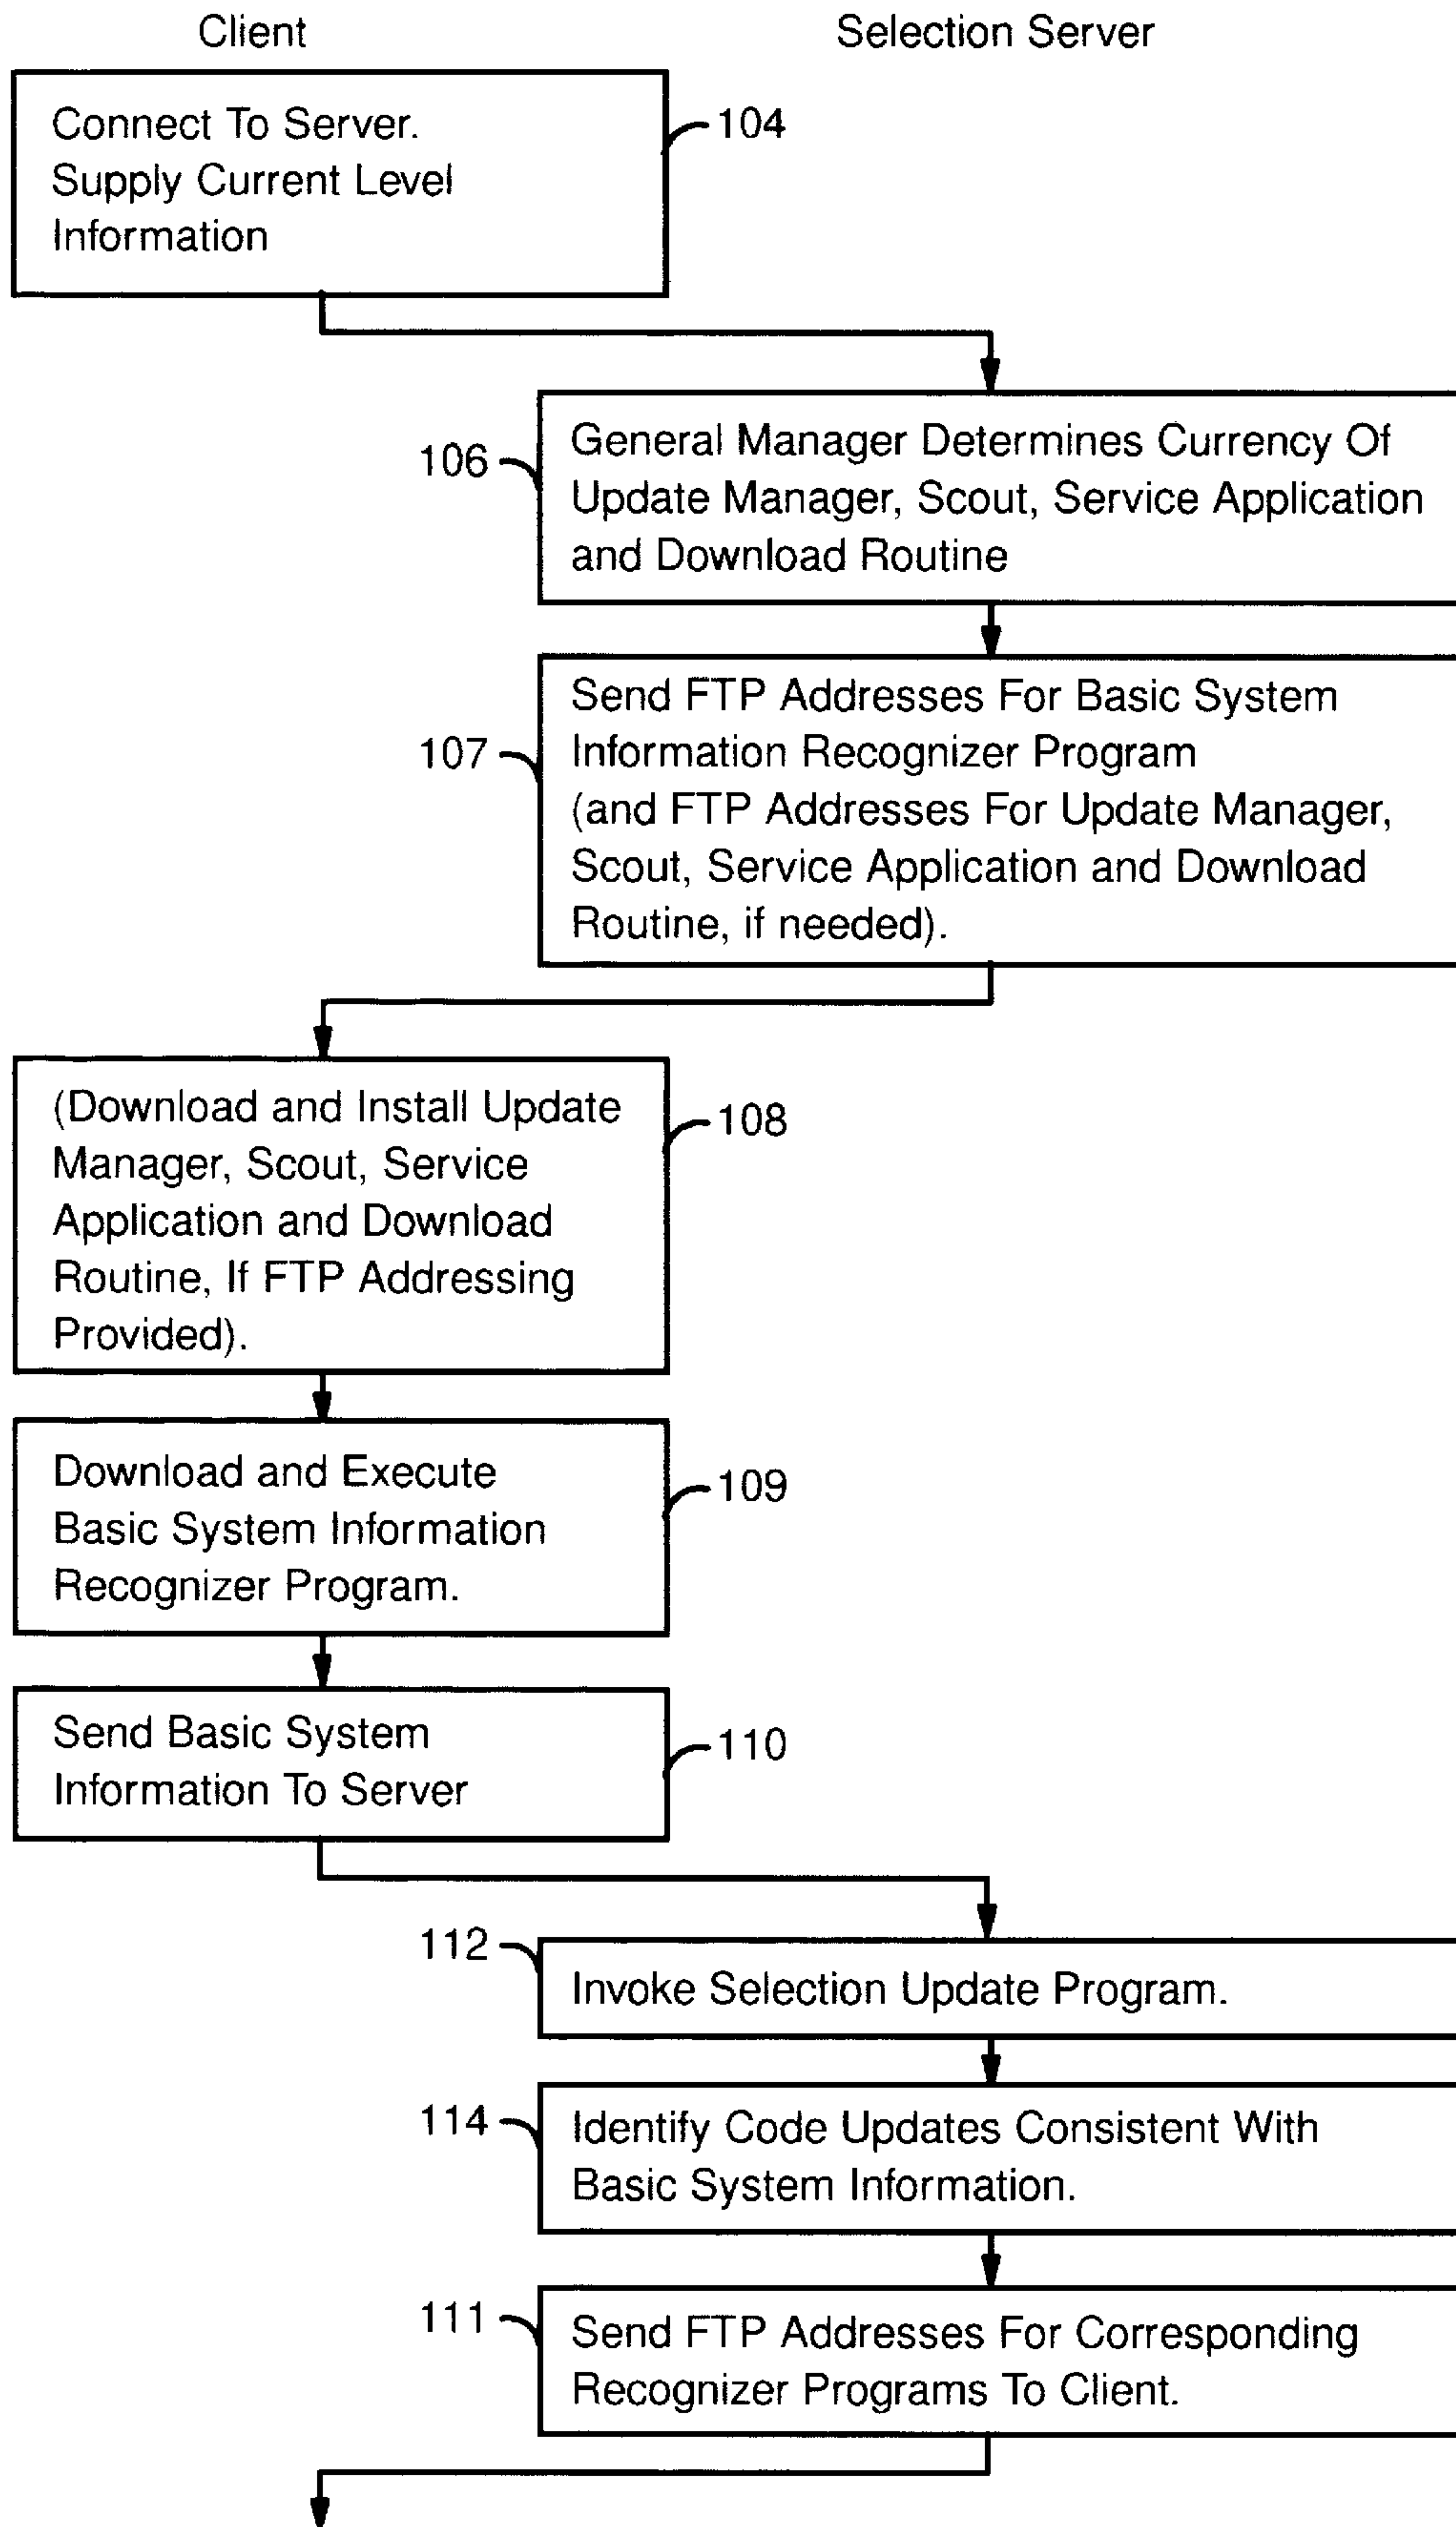 Client
Selection Server
Connect To Server.
Supply Current Level
Information
104
106
General Manager Determines Currency Of
Update Manager, Scout, Service Application
and Download Routine
107
Send FTP Addresses For Basic System
Information Recognizer Program
(and FTP Addresses For Update Manager,
Scout, Service Application and Download
Routine, if needed).
(Download and Install Update
Manager, Scout, Service
Application and Download
Routine, If FTP Addressing
Provided).
108
Download and Execute
Basic System Information
Recognizer Program.
109
Send Basic System
Information To Server
110
112
Invoke Selection Update Program.
114
Identify Code Updates Consistent With
Basic System Information.
111
Send FTP Addresses For Corresponding
Recognizer Programs To Client.